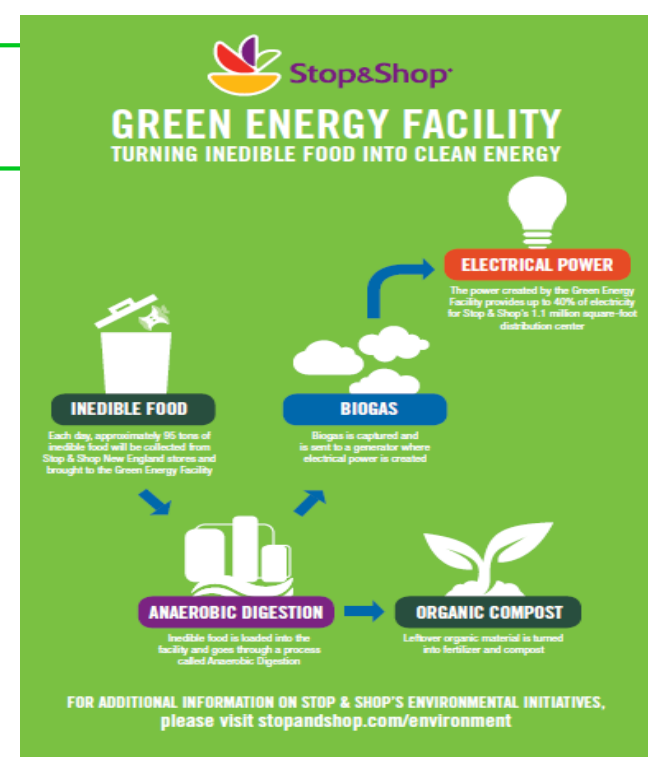 Stop&Shop
GREEN ENERGY FACILITY
TURNING INEDIBLE FOOD INTO CLEAN ENERGY
ELECTRICAL POWER
The power created by the Green Energy
Facility provides up to 40% of electricity
for Stop & Shop's 1.1 million square-foot
distribution center
INEDIBLE FOOD
Each day, approximately 95 tons of
inedible food will be collected from
Stop & Shop New England stores and
brought to the Green Energy Facility
BIOGAS
Biogas is captured and
is sent to a generator where
electrical power is created
ANAEROBIC DIGESTION
Inedible food is loaded into the
facility and goes through a process
called Anaerobic Digestion
ORGANIC COMPOST
Leftover organic material is turned
into fertilizer and compost
FOR ADDITIONAL INFORMATION ON STOP & SHOP'S ENVIRONMENTAL INITIATIVES,
please visit stopandshop.com/environment